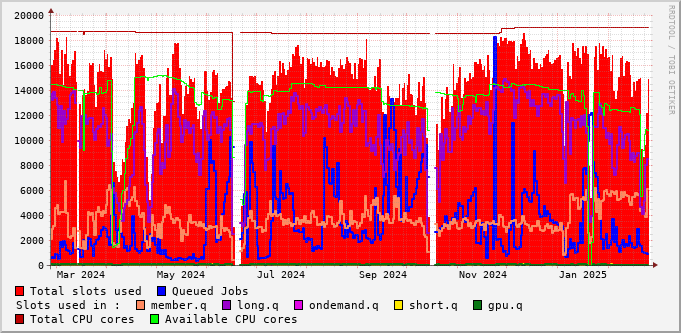 20000
18000
16000
14000
12000
10000
8000
6000
4000
2000
0
Mar 2024 May 2024 Jul 2024 Sep 2024 Nov 2024 Jan 2025
RRDTOOL / TOBI OETIKER
Total slots used Queued Jobs
Slots used in : member.q long.q ondemand.q short.q gpu.q
Total CPU cores Available CPU cores